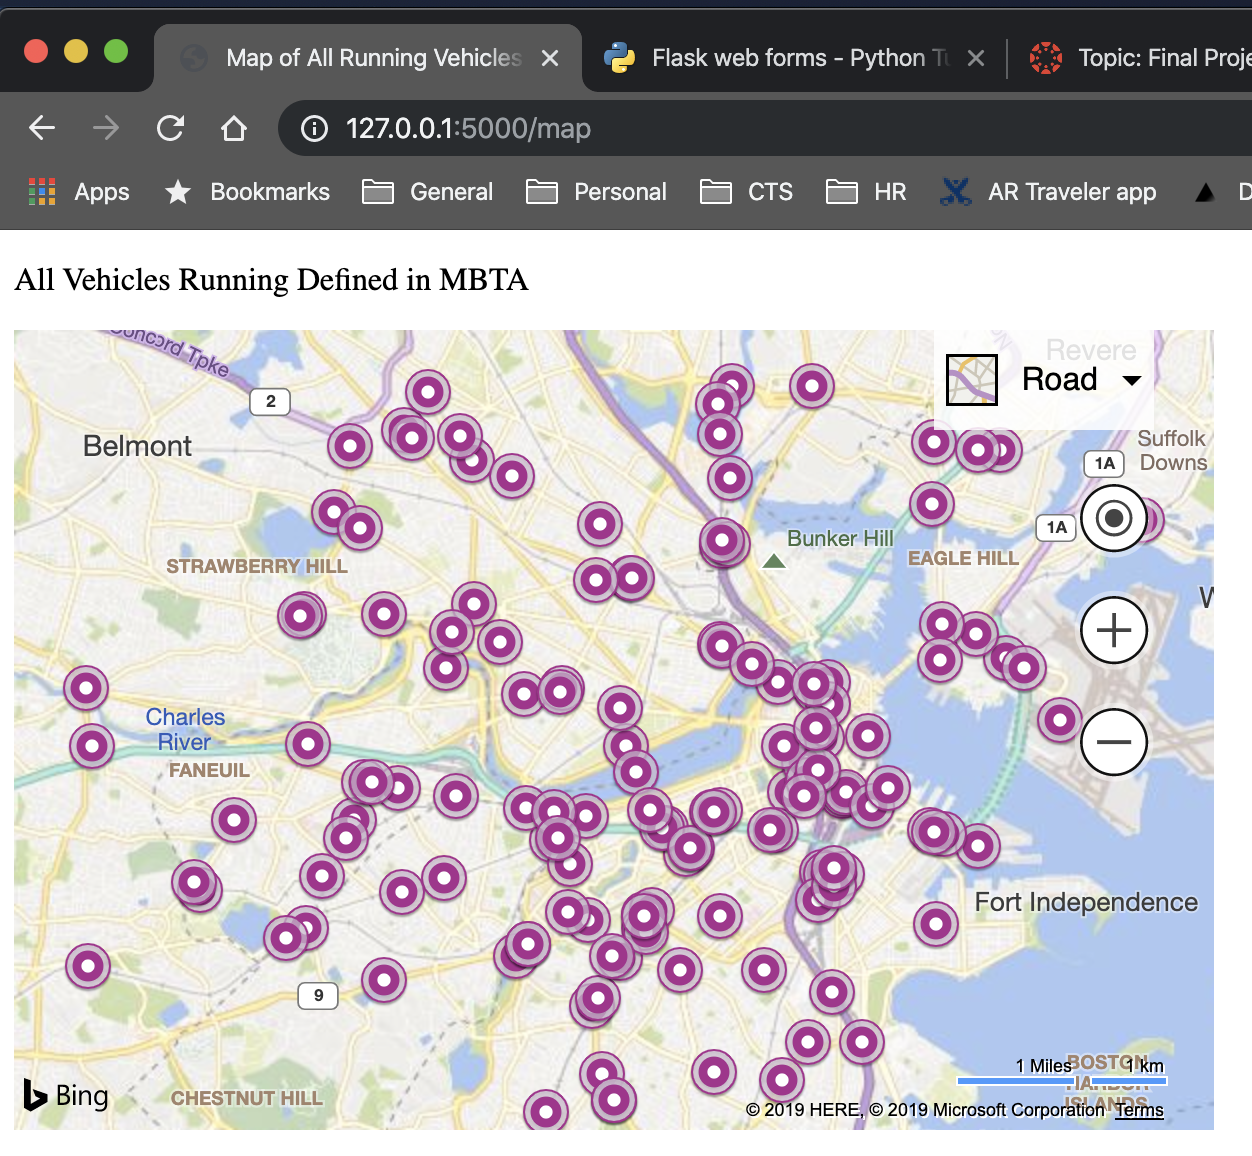 Map of All Running Vehicles
Flask web forms - Python
Topic: Final
127.0.0.1:5000/map
Apps
Bookmarks
General
Personal
CTS
HR
AR Traveler app
All Vehicles Running Defined in MBTA
Concord Tpke
2
Revere
Road
Belmont
Suffolk
Downs
1A
1A
Bunker Hill
EAGLE HILL
STRAWBERRY HILL
Charles
River
FANEUIL
Fort Independence
9
1 Miles
1 km
BOSTON
HARBOR
ISLANDS
Bing
CHESTNUT HILL
© 2019 HERE, © 2019 Microsoft Corporation Terms